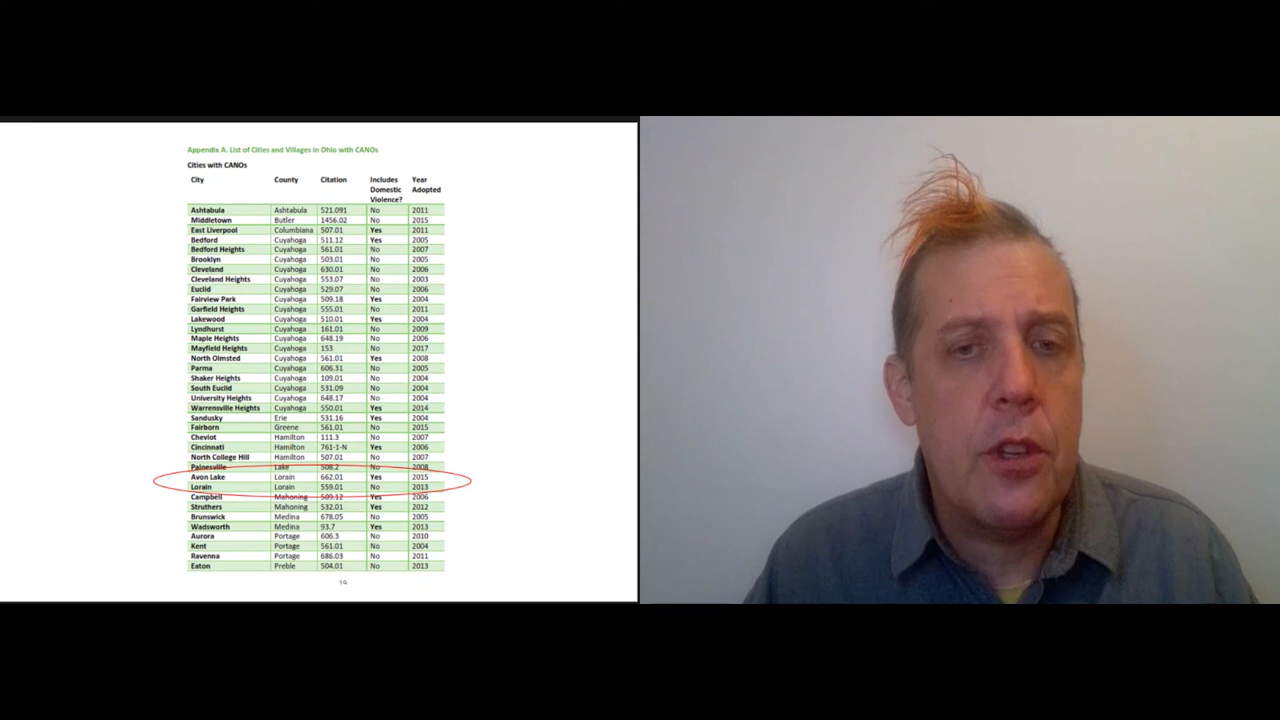 Appendix A. List of Cities and Villages in Ohio with CANOs
Cities with CANOs
City County Citation Includes Domestic Violence? Year Adopted
Ashtabula Ashtabula 521.091 No 2011
Middletown Butler 1456.02 No 2015
East Liverpool Columbiana 507.01 Yes 2011
Bedford Cuyahoga 511.12 Yes 2005
Bedford Heights Cuyahoga 561.01 No 2007
Brooklyn Cuyahoga 503.01 No 2005
Cleveland Cuyahoga 630.01 No 2006
Cleveland Heights Cuyahoga 553.07 No 2003
Euclid Cuyahoga 529.07 No 2006
Fairview Park Cuyahoga 509.18 Yes 2004
Garfield Heights Cuyahoga 555.01 No 2011
Lakewood Cuyahoga 510.01 Yes 2004
Lyndhurst Cuyahoga 161.01 No 2009
Maple Heights Cuyahoga 648.19 No 2006
Mayfield Heights Cuyahoga 153 No 2017
North Olmsted Cuyahoga 561.01 Yes 2008
Parma Cuyahoga 606.31 No 2005
Shaker Heights Cuyahoga 109.01 No 2004
South Euclid Cuyahoga 531.09 No 2004
University Heights Cuyahoga 648.17 No 2004
Warrensville Heights Cuyahoga 550.01 Yes 2014
Sandusky Erie 531.16 Yes 2004
Fairborn Greene 561.01 No 2015
Cheviot Hamilton 111.3 No 2007
Cincinnati Hamilton 761-1-N Yes 2006
North College Hill Hamilton 507.01 No 2007
Painesville Lake 508.2 No 2008
Avon Lake Lorain 662.01 Yes 2015
Lorain Lorain 559.01 No 2013
Campbell Mahoning 509.12 Yes 2006
Struthers Mahoning 532.01 Yes 2012
Brunswick Medina 678.05 No 2005
Wadsworth Medina 93.7 Yes 2013
Aurora Portage 606.3 No 2010
Kent Portage 561.01 No 2004
Ravenna Portage 686.03 No 2011
Eaton Preble 504.01 No 2013
19